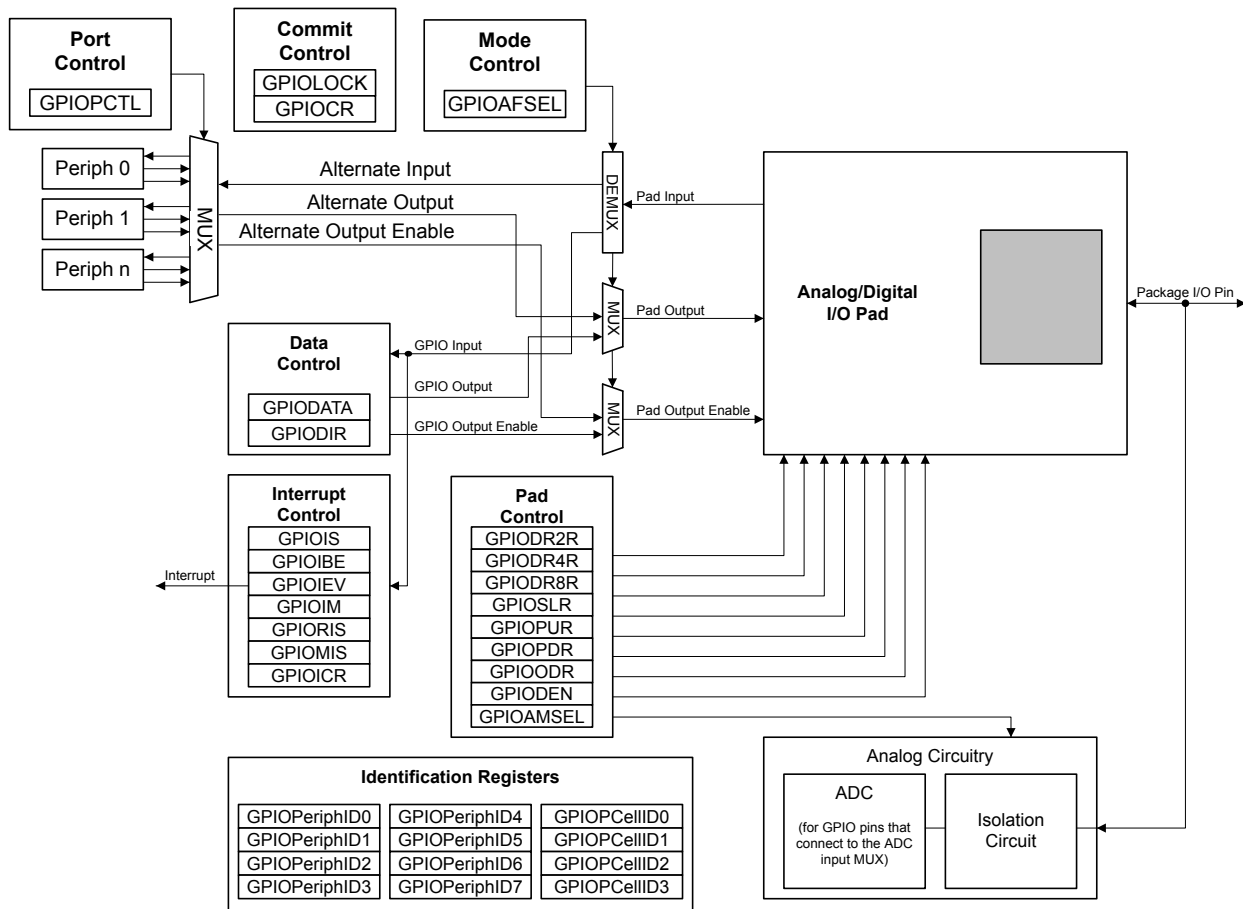 Port
Control
GPIOPCTL
Commit
Control
GPIOLOCK
GPIOCR
Mode
Control
GPIOAFSEL
Periph 0
Periph 1
Periph n
MUX
Alternate Input
Alternate Output
Alternate Output Enable
DEMUX
Pad Input
MUX
Pad Output
MUX
Pad Output Enable
Analog/Digital
I/O Pad
Package I/O Pin
Data
Control
GPIODATA
GPIODIR
GPIO Input
GPIO Output
GPIO Output Enable
Interrupt
Control
GPIOIS
GPIOIBE
GPIOIEV
GPIOIM
GPIORIS
GPIOMIS
GPIOICR
Interrupt
Pad
Control
GPIODR2R
GPIODR4R
GPIODR8R
GPIOSLR
GPIOPUR
GPIOPDR
GPIOODR
GPIODEN
GPIOAMSEL
Analog Circuitry
ADC
(for GPIO pins that
connect to the ADC
input MUX)
Isolation
Circuit
Identification Registers
GPIOPeriphID0
GPIOPeriphID1
GPIOPeriphID2
GPIOPeriphID3
GPIOPeriphID4
GPIOPeriphID5
GPIOPeriphID6
GPIOPeriphID7
GPIOPCellID0
GPIOPCellID1
GPIOPCellID2
GPIOPCellID3